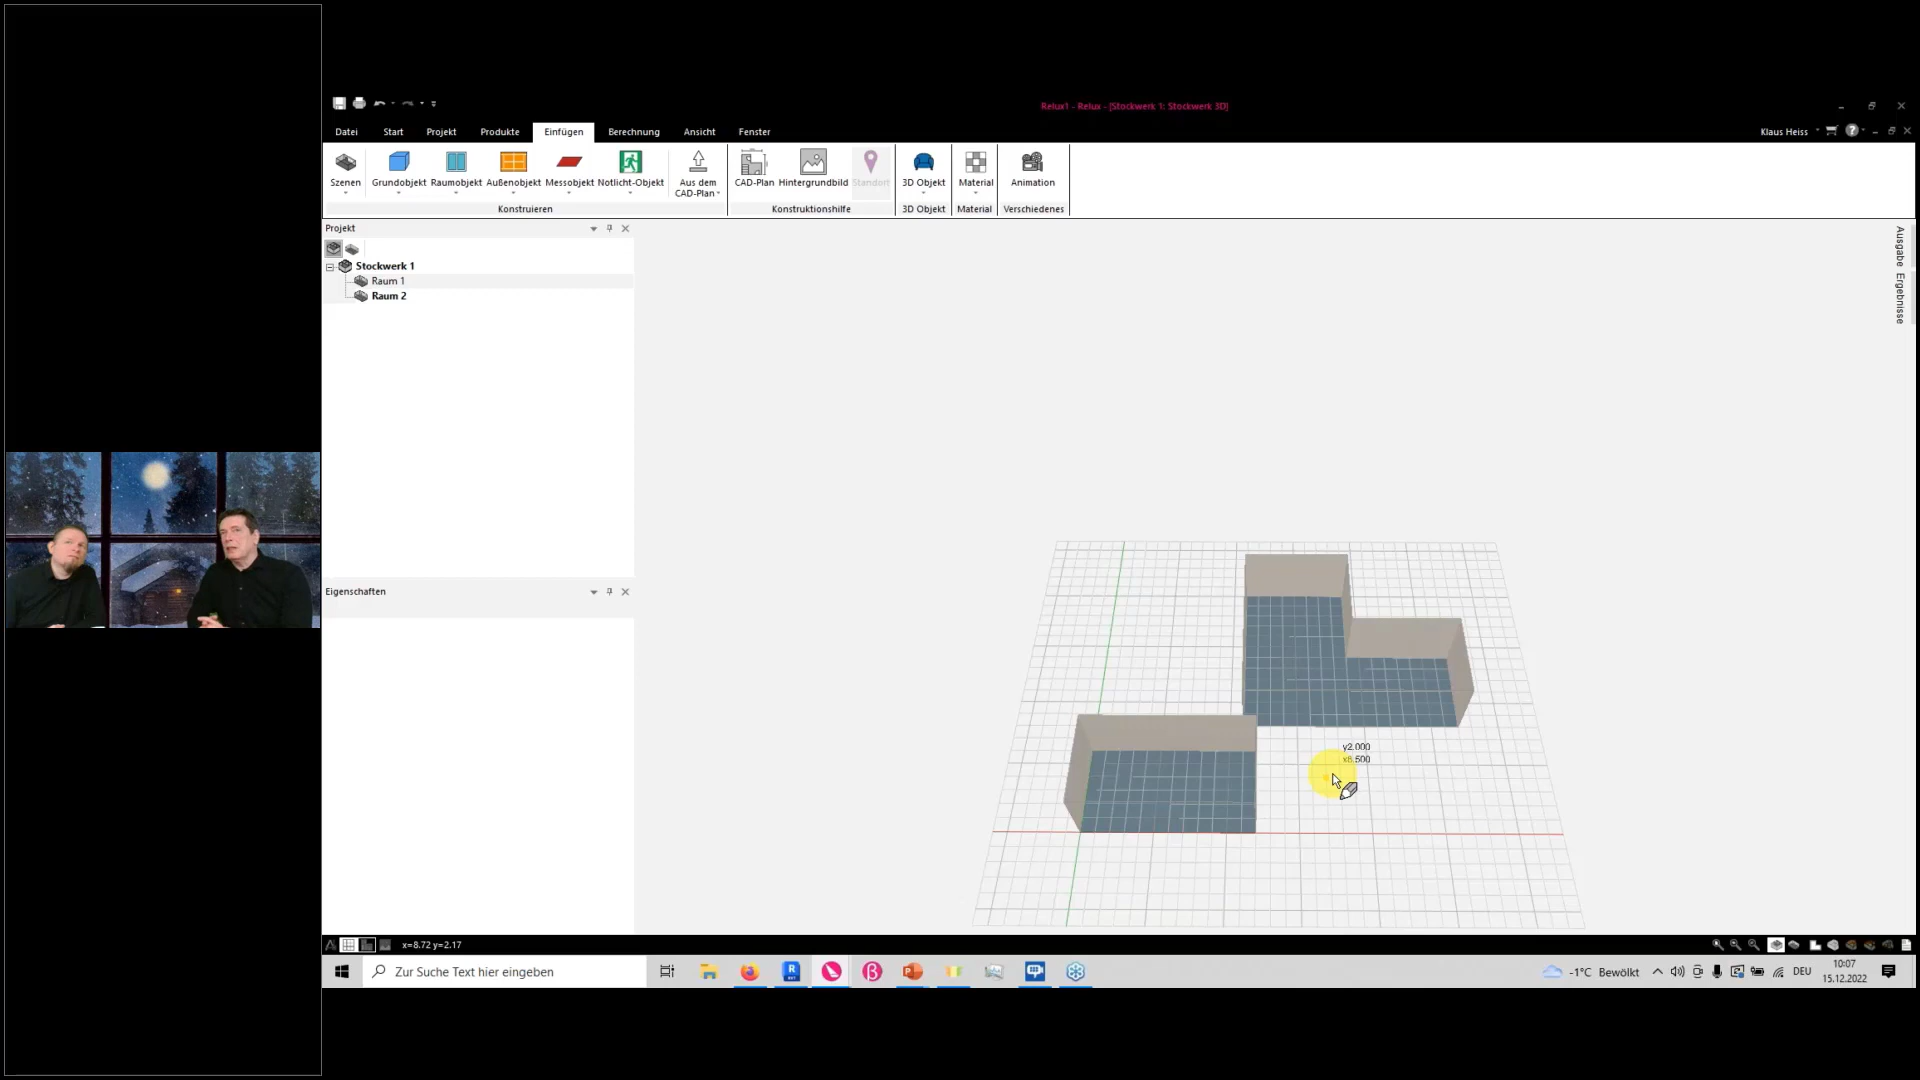 Relux1 - Relux - [Stockwerk 1: Stockwerk 3D]
Datei Start Projekt Produkte Einfügen Berechnung Ansicht Fenster
Klaus Heiss
Szenen Grundobjekt Raumobjekt Außenobjekt Messobjekt Notlicht-Objekt Aus dem CAD-Plan CAD-Plan Hintergrundbild Standort 3D Objekt Material Animation
Konstruieren Konstruktionshilfe 3D Objekt Material Verschiedenes
Projekt
Stockwerk 1
Raum 1
Raum 2
Ausgabe
Ergebnisse
Eigenschaften
y2.000
x8.500
x=8.72 y=2.17
Zur Suche Text hier eingeben
-1°C Bewölkt
DEU
10:07
15.12.2022